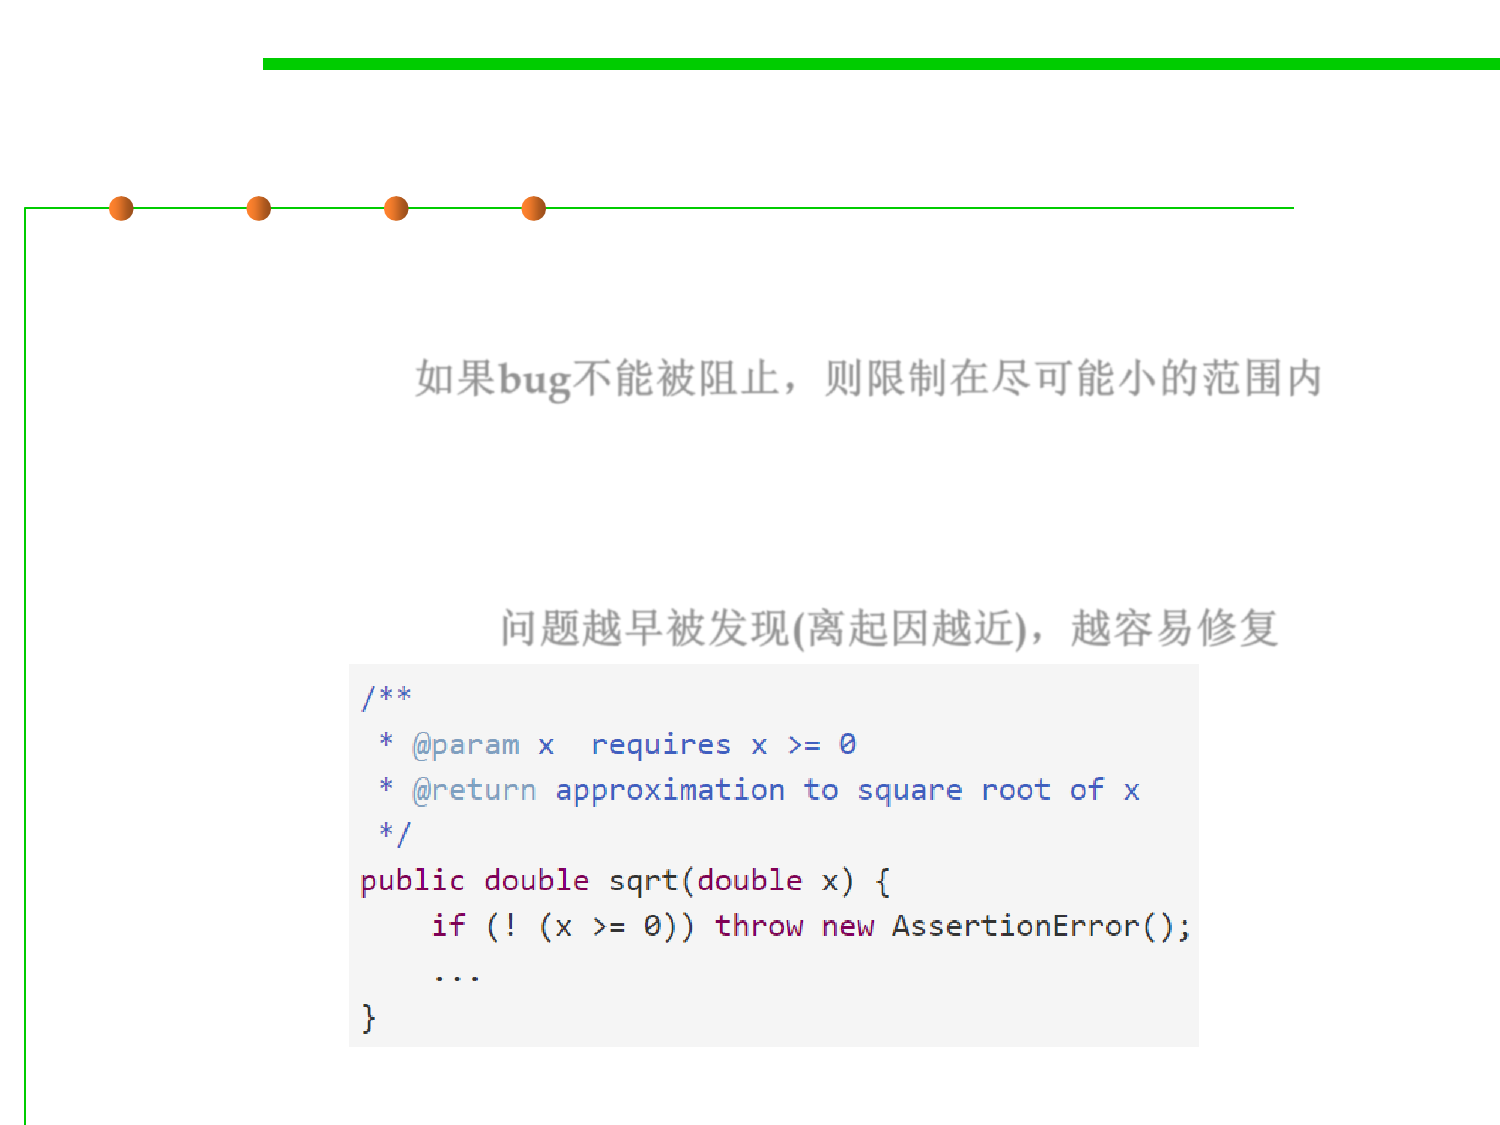 如果bug不能被阻止，则限制在尽可能小的范围内
问题越早被发现(离起因越近)，越容易修复
/**
 * @param x  requires x >= 0
 * @return approximation to square root of x
 */
public double sqrt(double x) {
    if (! (x >= 0)) throw new AssertionError();
    ...
}